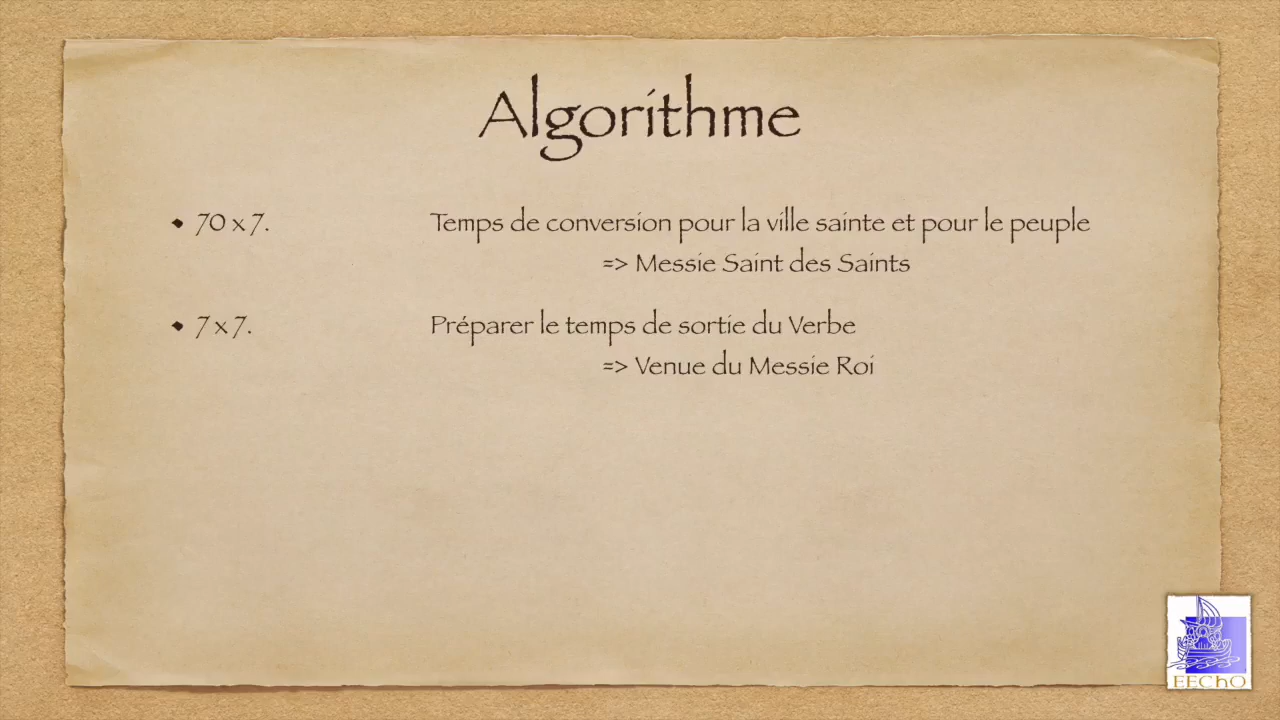 Algorithme
• 70 x 7. Temps de conversion pour la ville sainte et pour le peuple
=> Messie Saint des Saints
• 7 x 7. Préparer le temps de sortie du Verbe
=> Venue du Messie Roi
EEChO